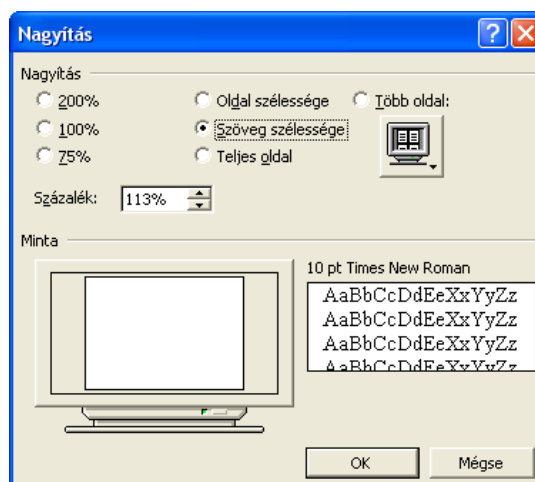 Nagyítás
Nagyítás
200% Oldal szélessége Több oldal:
100% Szöveg szélessége
75% Teljes oldal
Százalék: 113%
Minta
10 pt Times New Roman
AaBbCcDdEeXxYyZz
AaBbCcDdEeXxYyZz
AaBbCcDdEeXxYyZz
AaBbCcDdEeXxYyZz
OK Mégse